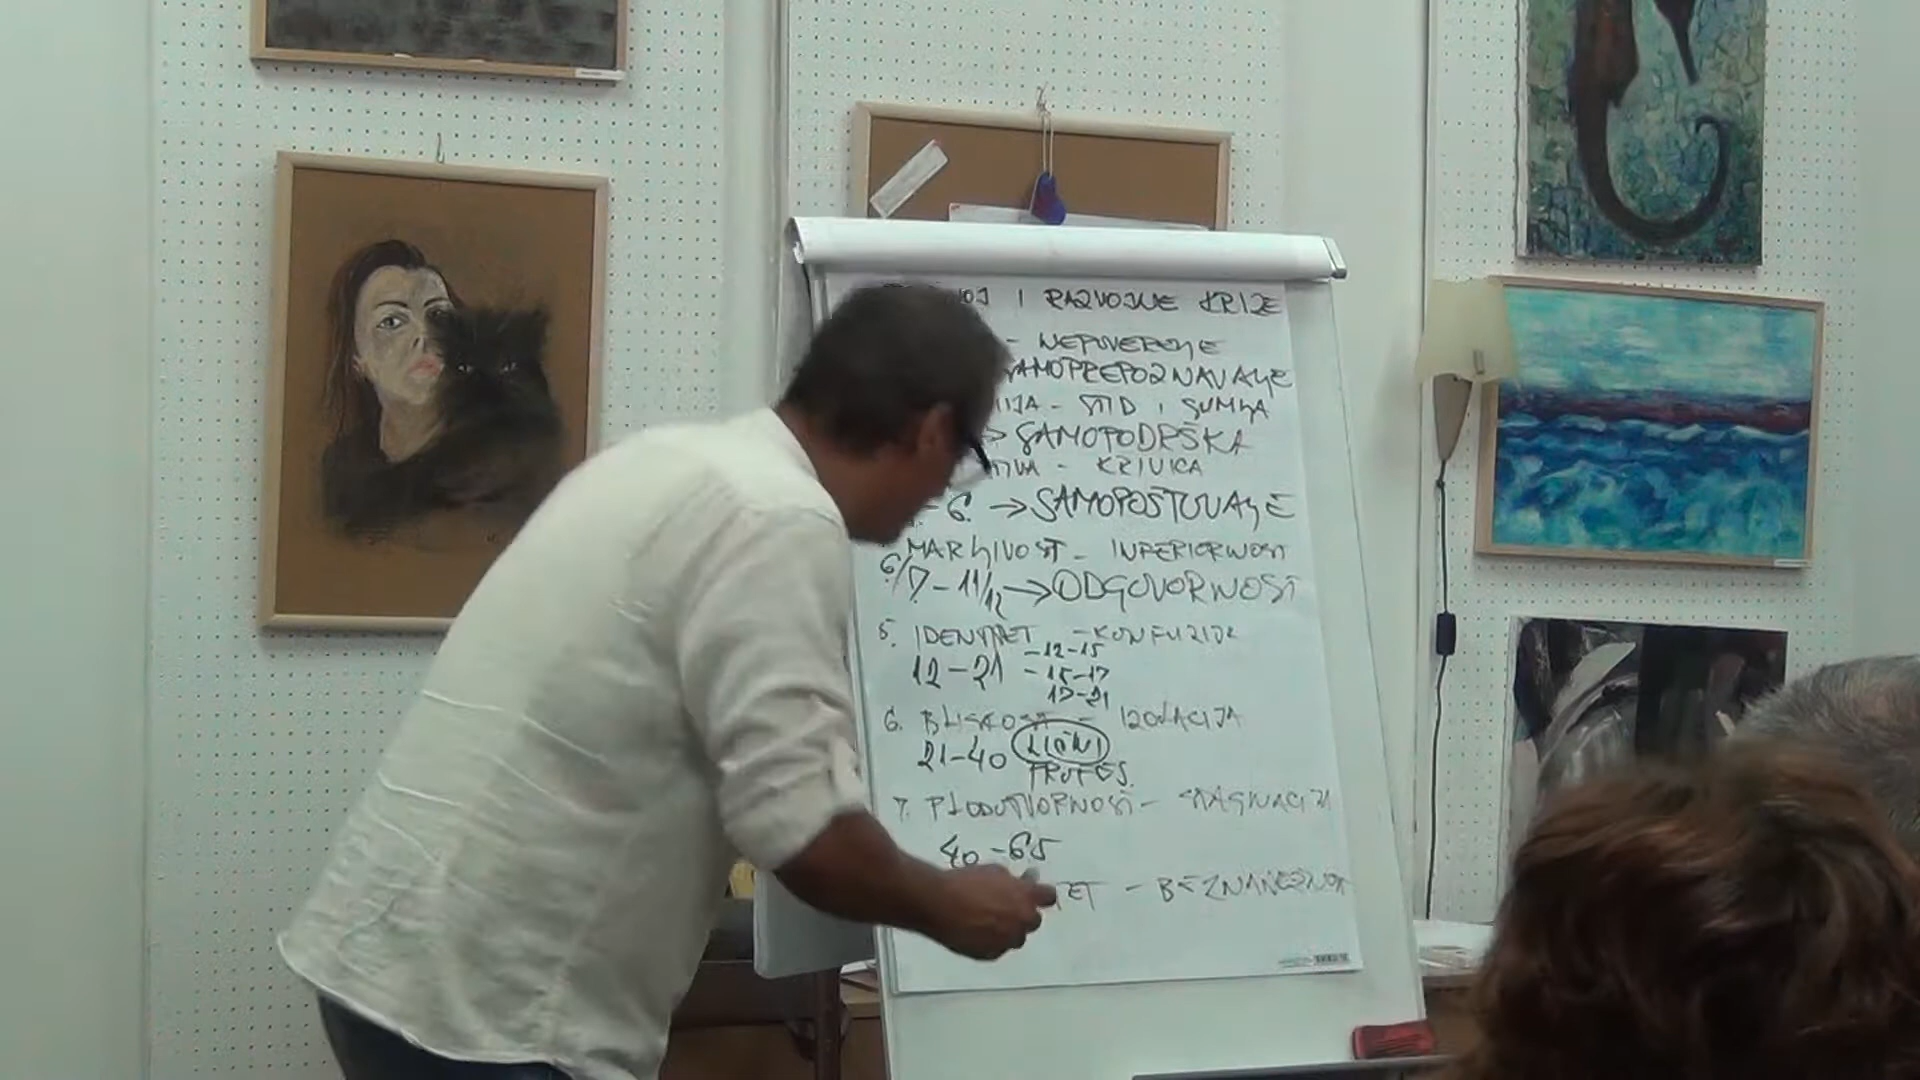 I RAZVOJNE KRIZE
- NEPOVERENJE
SAMOPREPOZNAVANJE
- STID I SUMNJA
→ SAMOPODRŠKA
- KRIVICA
- 6. → SAMOPOŠTOVANJE
MARLJIVOST - INFERIORNOST
6/7. - 11/12 → ODGOVORNOST
5. IDENTITET - KONFUZIJA
- 12-15
12-21 - 15-17
17-21
6. BLISKOST - IZOLACIJA
21-40 LIČNI
PROFES.
7. PLODOTVORNOST - STAGNACIJA
40-65